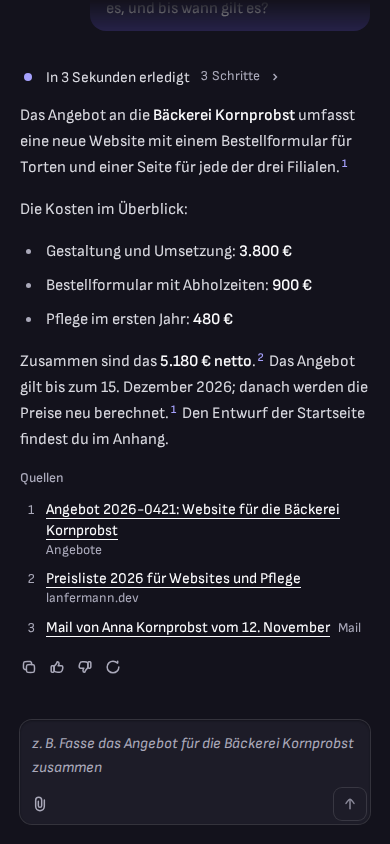 es, und bis wann gilt es?
In 3 Sekunden erledigt 3 Schritte
Das Angebot an die Bäckerei Kornprobst umfasst
eine neue Website mit einem Bestellformular für
Torten und einer Seite für jede der drei Filialen. 1
Die Kosten im Überblick:
• Gestaltung und Umsetzung: 3.800 €
• Bestellformular mit Abholzeiten: 900 €
• Pflege im ersten Jahr: 480 €
Zusammen sind das 5.180 € netto. 2 Das Angebot
gilt bis zum 15. Dezember 2026; danach werden die
Preise neu berechnet. 1 Den Entwurf der Startseite
findest du im Anhang.
Quellen
1 Angebot 2026-0421: Website für die Bäckerei
Kornprobst
Angebote
2 Preisliste 2026 für Websites und Pflege
lanfermann.dev
3 Mail von Anna Kornprobst vom 12. November Mail
z. B. Fasse das Angebot für die Bäckerei Kornprobst
zusammen